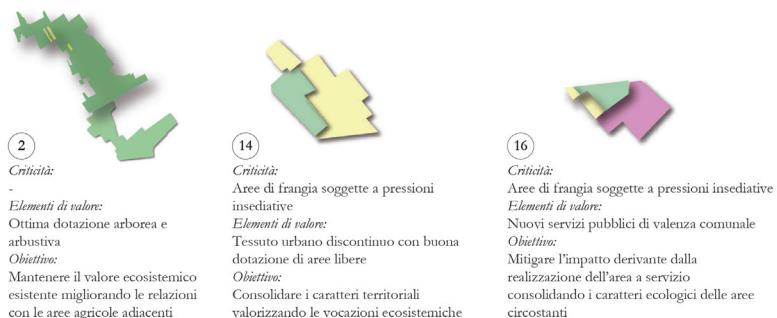 2
Criticità:
-
Elementi di valore:
Ottima dotazione arborea e
arbustiva
Obiettivo:
Mantenere il valore ecosistemico
esistente migliorando le relazioni
con le aree agricole adiacenti
14
Criticità:
Aree di frangia soggette a pressioni
insediative
Elementi di valore:
Tessuto urbano discontinuo con buona
dotazione di aree libere
Obiettivo:
Consolidare i caratteri territoriali
valorizzando le vocazioni ecosistemiche
16
Criticità:
Aree di frangia soggette a pressioni insediative
Elementi di valore:
Nuovi servizi pubblici di valenza comunale
Obiettivo:
Mitigare l’impatto derivante dalla
realizzazione dell’area a servizio
consolidando i caratteri ecologici delle aree
circostanti